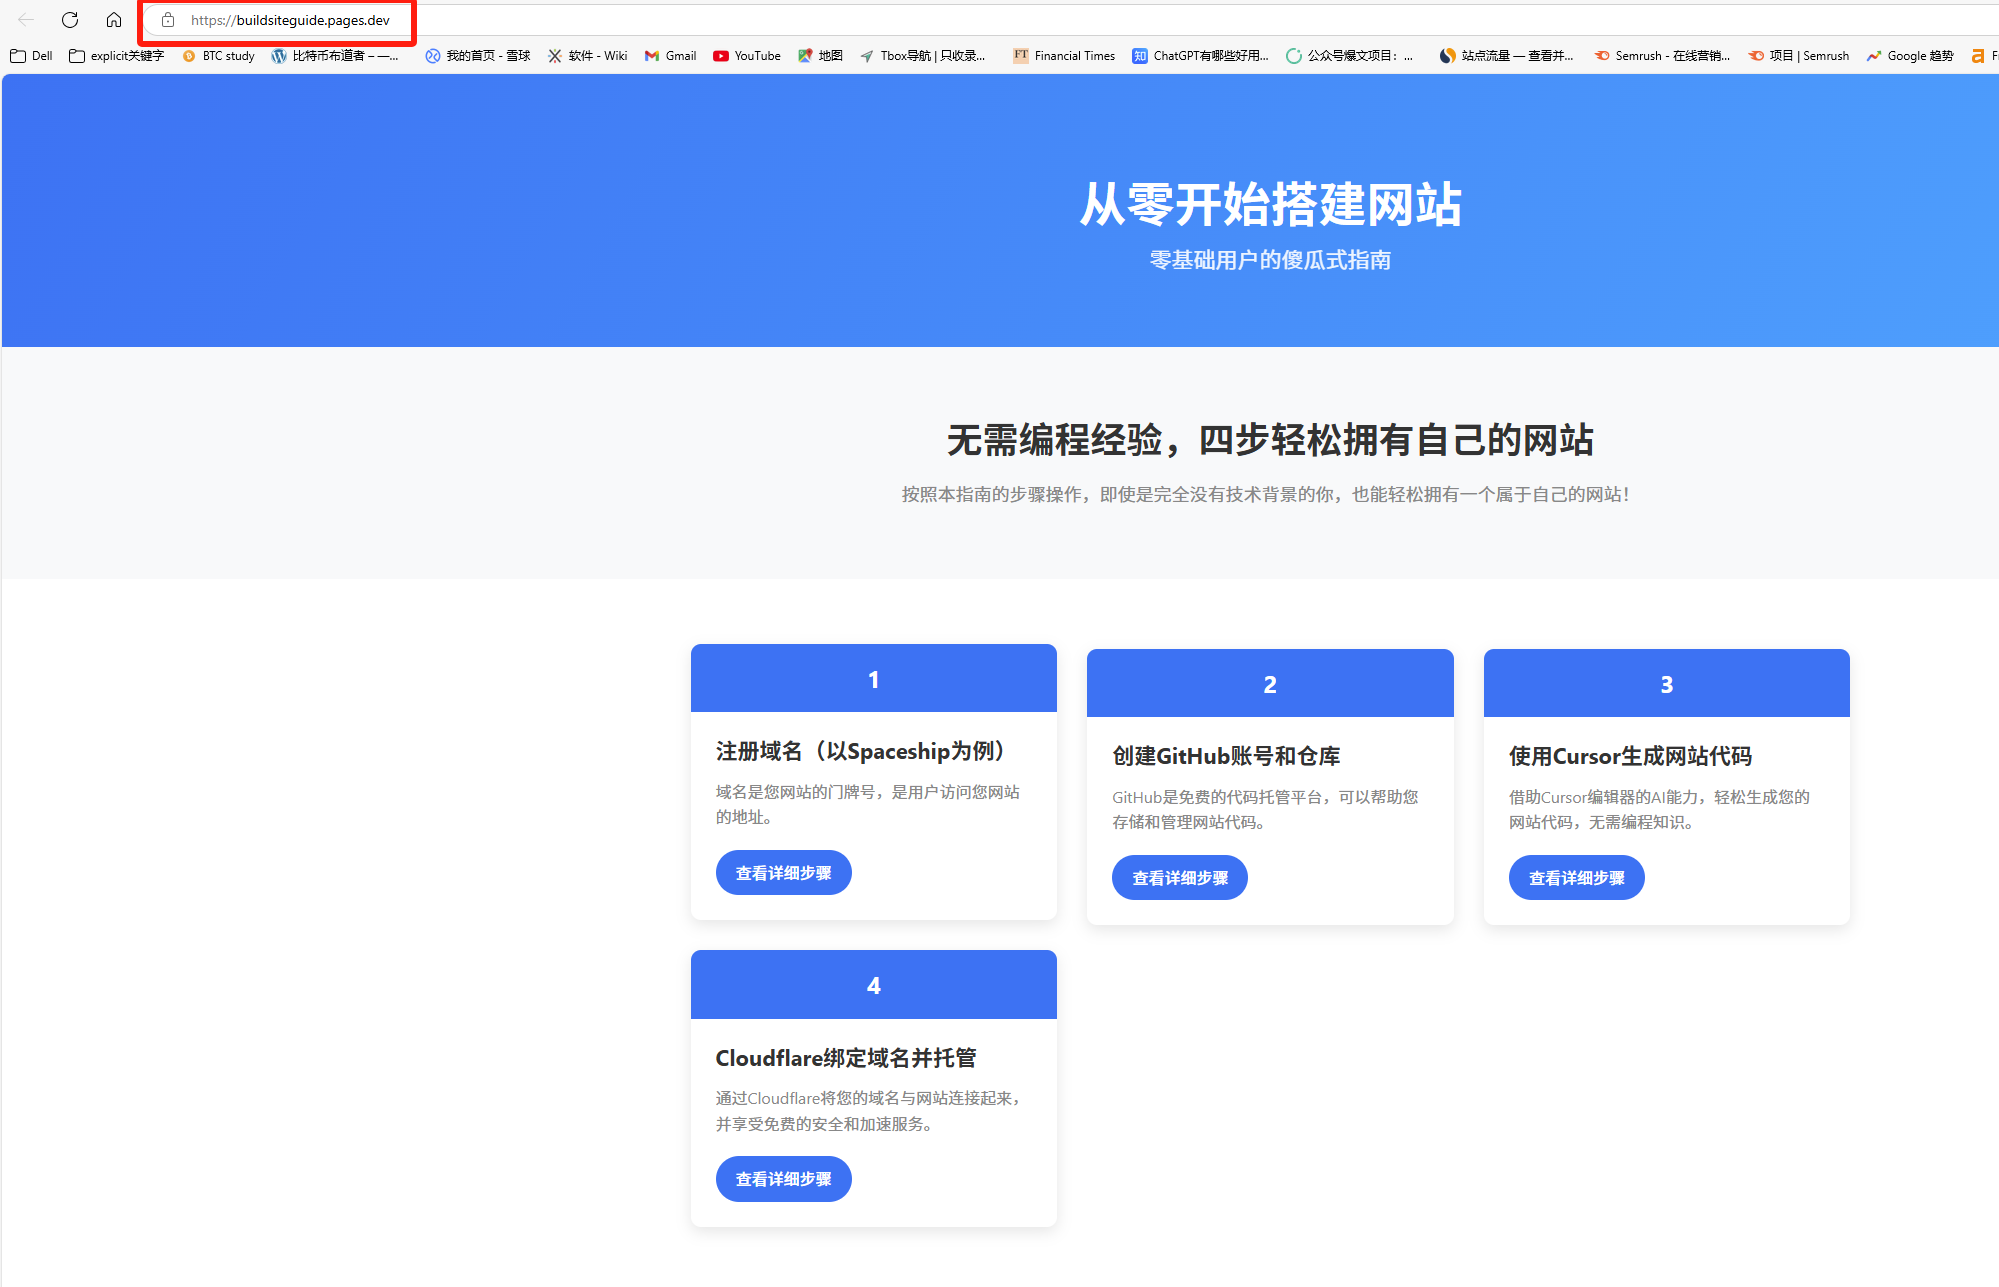 https://buildsiteguide.pages.dev
Dell
explicit关键字
BTC study
比特币布道者 – —...
我的首页 - 雪球
软件 - Wiki
Gmail
YouTube
地图
Tbox导航 | 只收录...
FT
Financial Times
知
ChatGPT有哪些好用...
公众号爆文项目：...
站点流量 — 查看并...
Semrush - 在线营销...
项目 | Semrush
Google 趋势
从零开始搭建网站
零基础用户的傻瓜式指南
无需编程经验，四步轻松拥有自己的网站
按照本指南的步骤操作，即使是完全没有技术背景的你，也能轻松拥有一个属于自己的网站！
1
注册域名（以Spaceship为例）
域名是您网站的门牌号，是用户访问您网站
的地址。
查看详细步骤
2
创建GitHub账号和仓库
GitHub是免费的代码托管平台，可以帮助您
存储和管理网站代码。
查看详细步骤
3
使用Cursor生成网站代码
借助Cursor编辑器的AI能力，轻松生成您的
网站代码，无需编程知识。
查看详细步骤
4
Cloudflare绑定域名并托管
通过Cloudflare将您的域名与网站连接起来，
并享受免费的安全和加速服务。
查看详细步骤